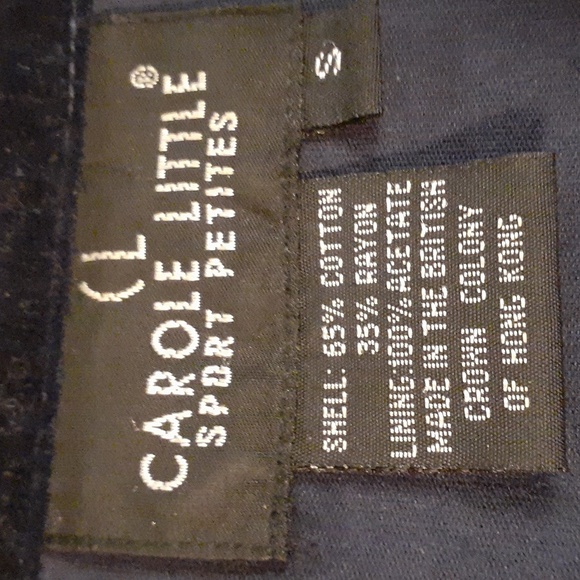 CL
CAROLE LITTLE®
SPORT PETITES
S
SHELL: 65% COTTON
35% RAYON
LINING:100% ACETATE
MADE IN THE BRITISH
CROWN COLONY
OF HONG KONG